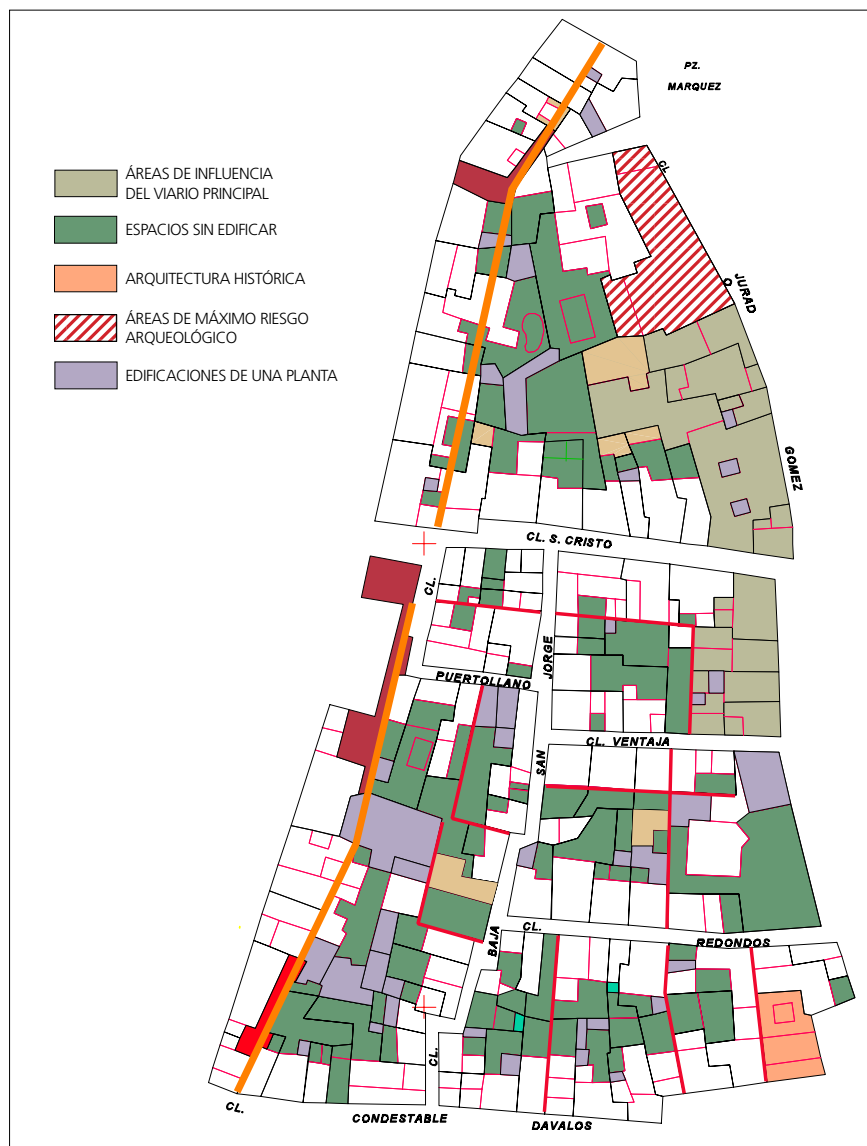 PZ.
MARQUEZ
CL.
JURAD
O
GOMEZ
ÁREAS DE INFLUENCIA
DEL VIARIO PRINCIPAL
ESPACIOS SIN EDIFICAR
ARQUITECTURA HISTÓRICA
ÁREAS DE MÁXIMO RIESGO
ARQUEOLÓGICO
EDIFICACIONES DE UNA PLANTA
CL. S. CRISTO
CL.
JORGE
PUERTOLLANO
SAN
CL. VENTAJA
CL.
BAJA
REDONDOS
CL.
CL.
CONDESTABLE
DAVALOS